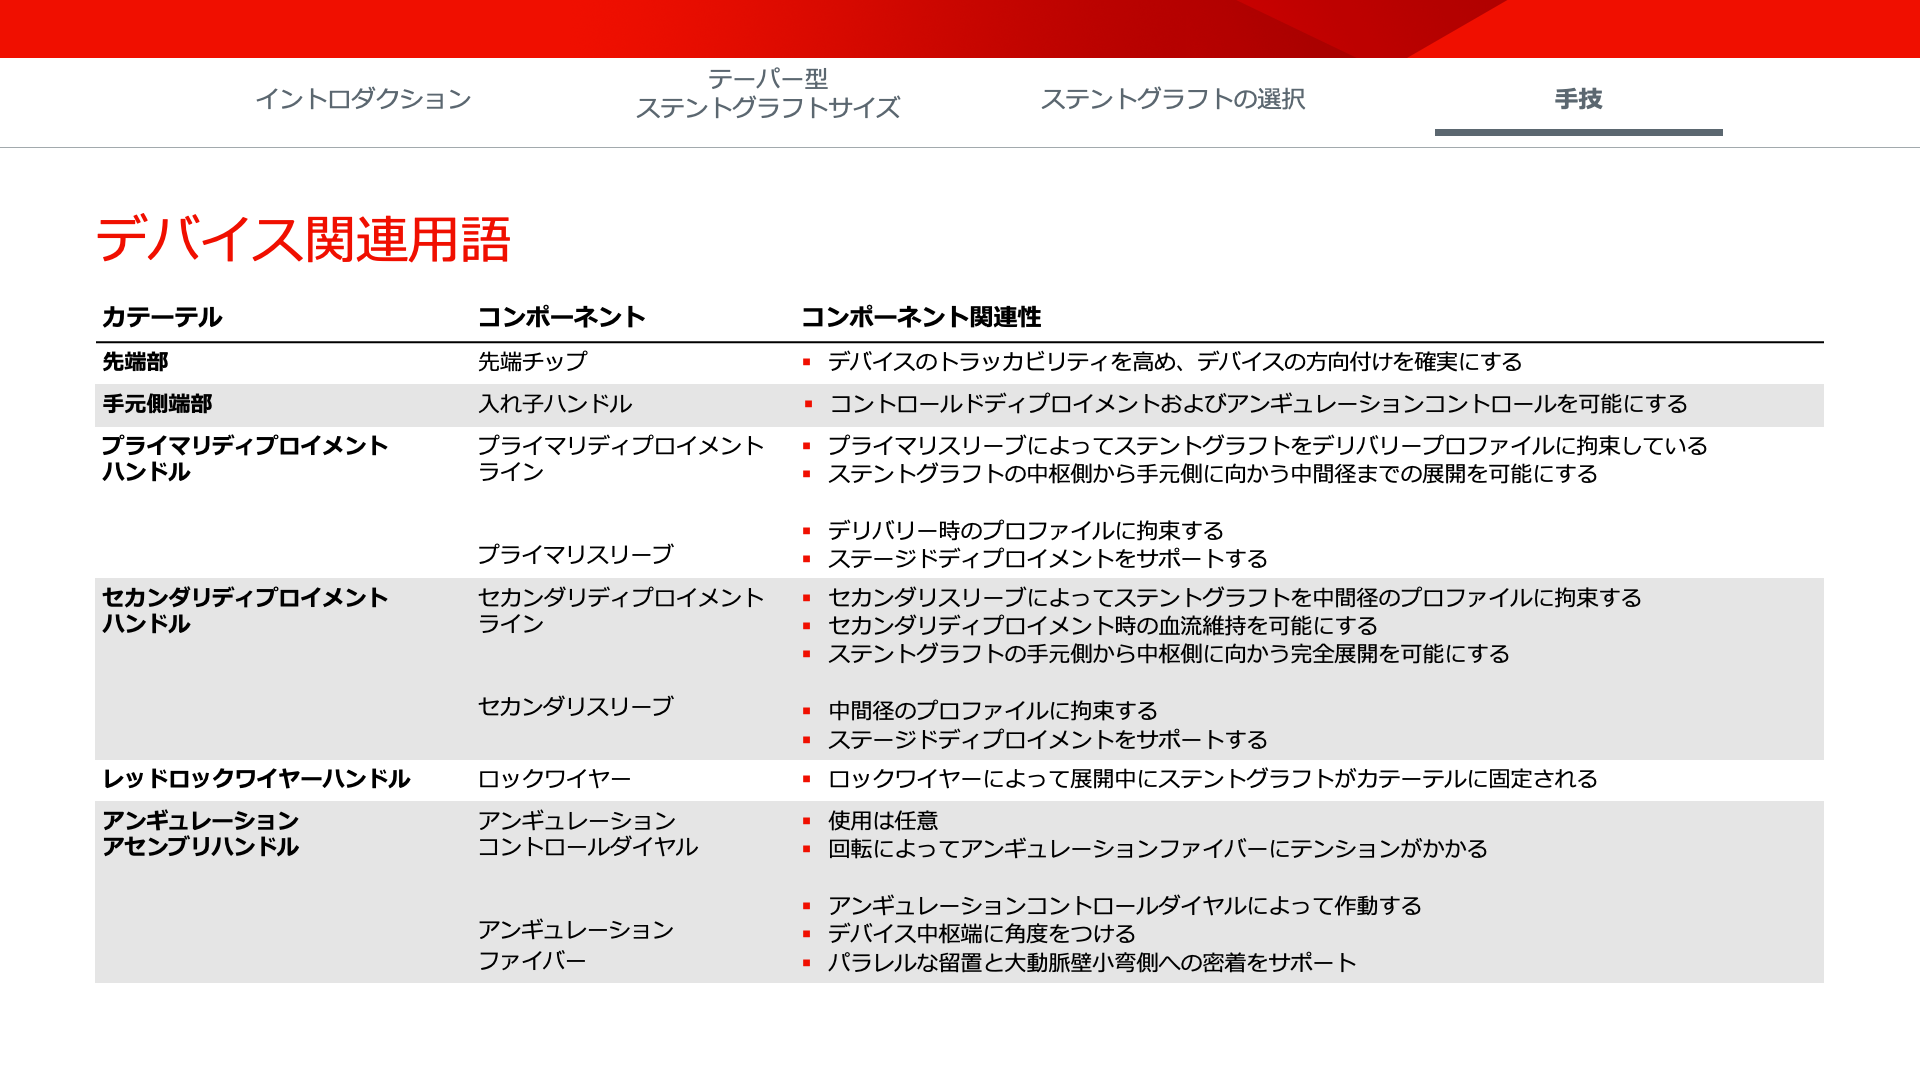 イントロダクション
テーパー型
ステントグラフトサイズ
ステントグラフトの選択
手技
デバイス関連用語
カテーテル
コンポーネント
コンポーネント関連性
先端部
先端チップ
▪ デバイスのトラッカビリティを高め、デバイスの方向付けを確実にする
手元側端部
入れ子ハンドル
▪ コントロールドディプロイメントおよびアンギュレーションコントロールを可能にする
プライマリディプロイメント
ハンドル
プライマリディプロイメント
ライン
▪ プライマリスリーブによってステントグラフトをデリバリープロファイルに拘束している
▪ ステントグラフトの中枢側から手元側に向かう中間径までの展開を可能にする
プライマリスリーブ
▪ デリバリー時のプロファイルに拘束する
▪ ステージドディプロイメントをサポートする
セカンダリディプロイメント
ハンドル
セカンダリディプロイメント
ライン
▪ セカンダリスリーブによってステントグラフトを中間径のプロファイルに拘束する
▪ セカンダリディプロイメント時の血流維持を可能にする
▪ ステントグラフトの手元側から中枢側に向かう完全展開を可能にする
セカンダリスリーブ
▪ 中間径のプロファイルに拘束する
▪ ステージドディプロイメントをサポートする
レッドロックワイヤーハンドル
ロックワイヤー
▪ ロックワイヤーによって展開中にステントグラフトがカテーテルに固定される
アンギュレーション
アセンブリハンドル
アンギュレーション
コントロールダイヤル
▪ 使用は任意
▪ 回転によってアンギュレーションファイバーにテンションがかかる
アンギュレーション
ファイバー
▪ アンギュレーションコントロールダイヤルによって作動する
▪ デバイス中枢端に角度をつける
▪ パラレルな留置と大動脈壁小弯側への密着をサポート